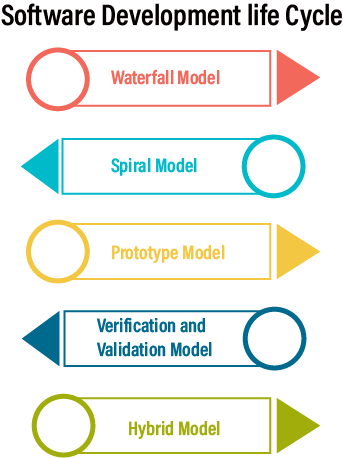 Software Development life Cycle
Waterfall Model
Spiral Model
Prototype Model
Verification and
Validation Model
Hybrid Model